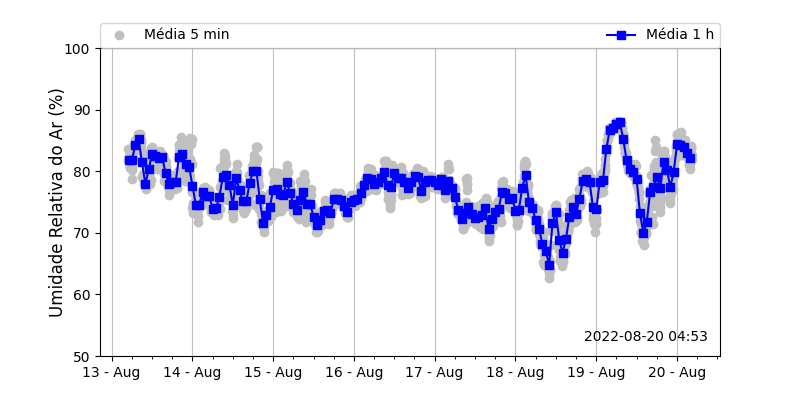 Média 5 min
Média 1 h
Umidade Relativa do Ar (%)
100
90
80
70
60
50
2022-08-20 04:53
13 - Aug
14 - Aug
15 - Aug
16 - Aug
17 - Aug
18 - Aug
19 - Aug
20 - Aug